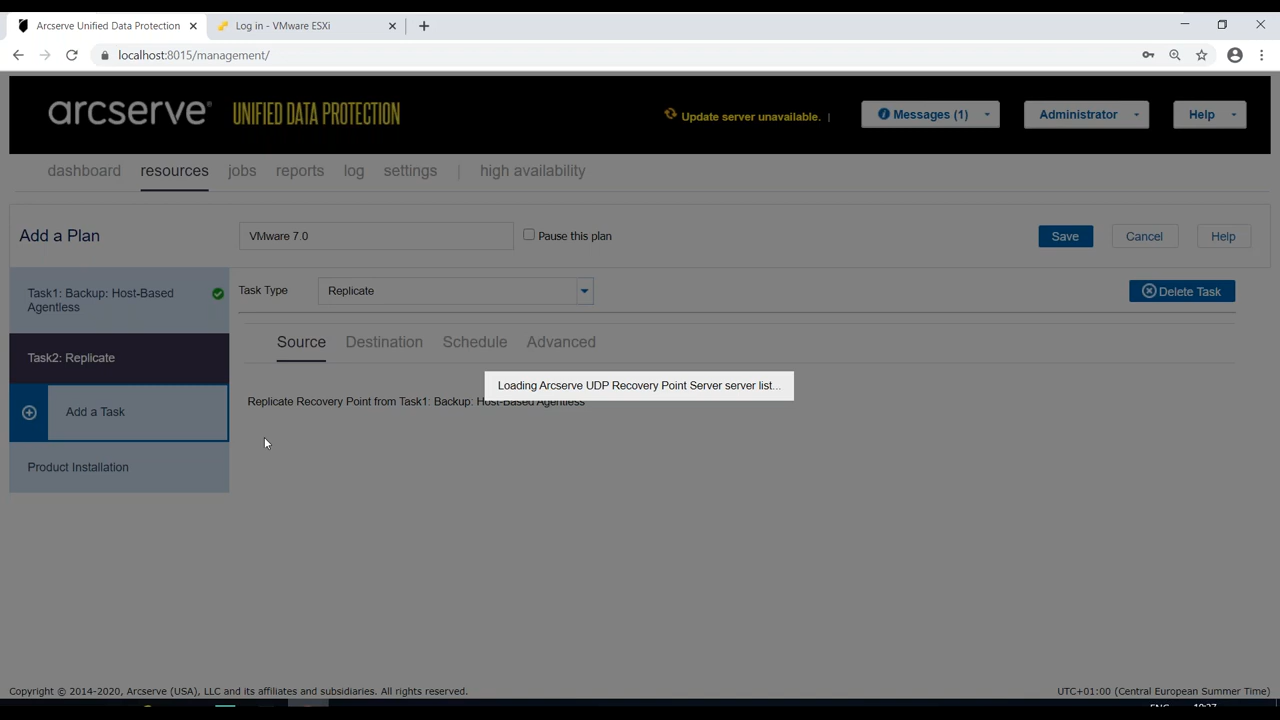 Arcserve Unified Data Protection
Log in - VMware ESXi
localhost:8015/management/
arcserve® UNIFIED DATA PROTECTION
Update server unavailable. |
Messages (1)
Administrator
Help
dashboard resources jobs reports log settings | high availability
Add a Plan
VMware 7.0
Pause this plan
Save
Cancel
Help
Task1: Backup: Host-Based
Agentless
Task Type
Replicate
Delete Task
Task2: Replicate
Source Destination Schedule Advanced
Loading Arcserve UDP Recovery Point Server server list...
Replicate Recovery Point from Task1: Backup: Host-Based Agentless
Add a Task
Product Installation
Copyright © 2014-2020, Arcserve (USA), LLC and its affiliates and subsidiaries. All rights reserved.
UTC+01:00 (Central European Summer Time)